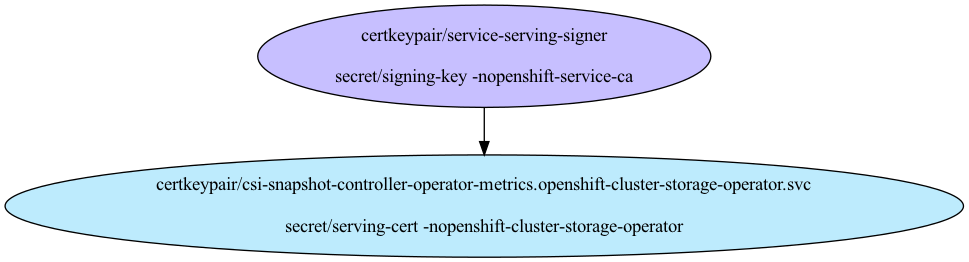 certkeypair/service-serving-signer
secret/signing-key -nopenshift-service-ca
certkeypair/csi-snapshot-controller-operator-metrics.openshift-cluster-storage-operator.svc
secret/serving-cert -nopenshift-cluster-storage-operator